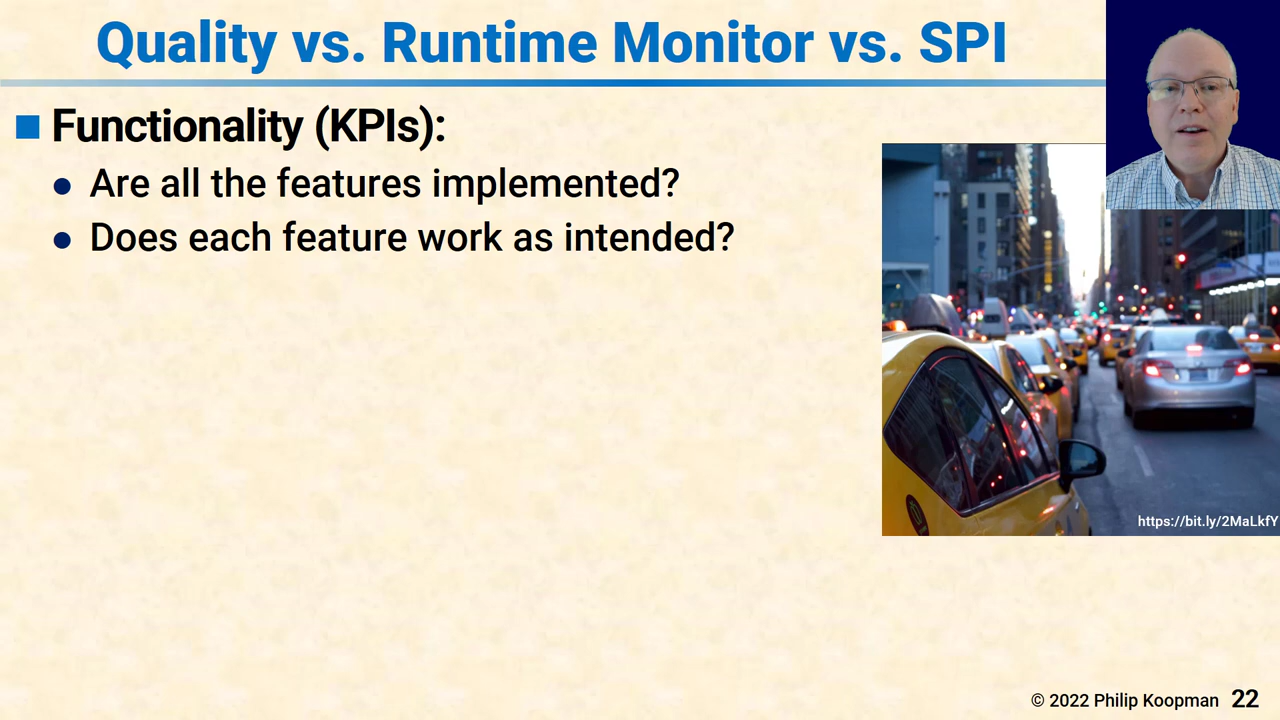 Quality vs. Runtime Monitor vs. SPI
Functionality (KPIs):
Are all the features implemented?
Does each feature work as intended?
https://bit.ly/2MaLkfY
© 2022 Philip Koopman 22